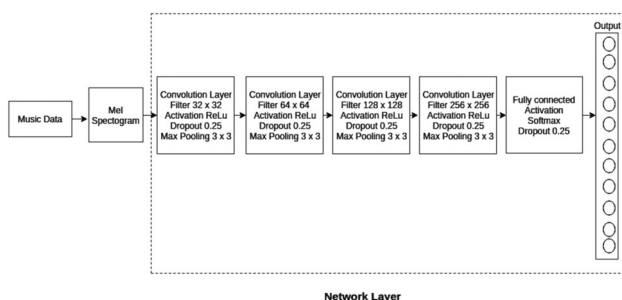 Output
Music Data
Mel
Spectogram
Convolution Layer
Filter 32 x 32
Activation ReLu
Dropout 0.25
Max Pooling 3 x 3
Convolution Layer
Filter 64 x 64
Activation ReLu
Dropout 0.25
Max Pooling 3 x 3
Convolution Layer
Filter 128 x 128
Activation ReLu
Dropout 0.25
Max Pooling 3 x 3
Convolution Layer
Filter 256 x 256
Activation ReLu
Dropout 0.25
Max Pooling 3 x 3
Fully connected
Activation
Softmax
Dropout 0.25
Network Layer